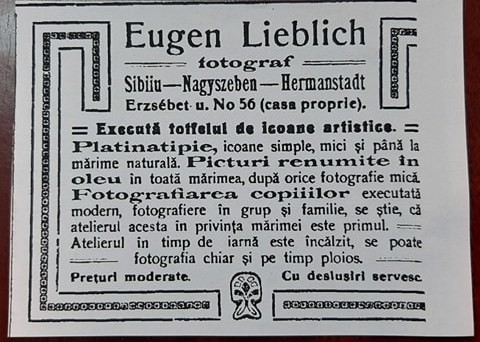 Eugen Lieblich
fotograf
Sibiiu—Nagyszeben—Hermanstadt
Erzsébet u. No 56 (casa proprie).
= Execută totfelul de icoane artistice. =
Platinatipie, icoane simple, mici și până la
mărime naturală. Picturi renumite în
oleu în toată mărimea, după orice fotografie mică.
Fotografiarea copiiilor executată
modern, fotografiere în grup și familie, se știe, că
atelierul acesta în privința mărimei este primul. —
Atelierul în timp de iarnă este încălzit, se poate
fotografia chiar și pe timp ploios.
Prețuri moderate. Cu deslușiri servesc